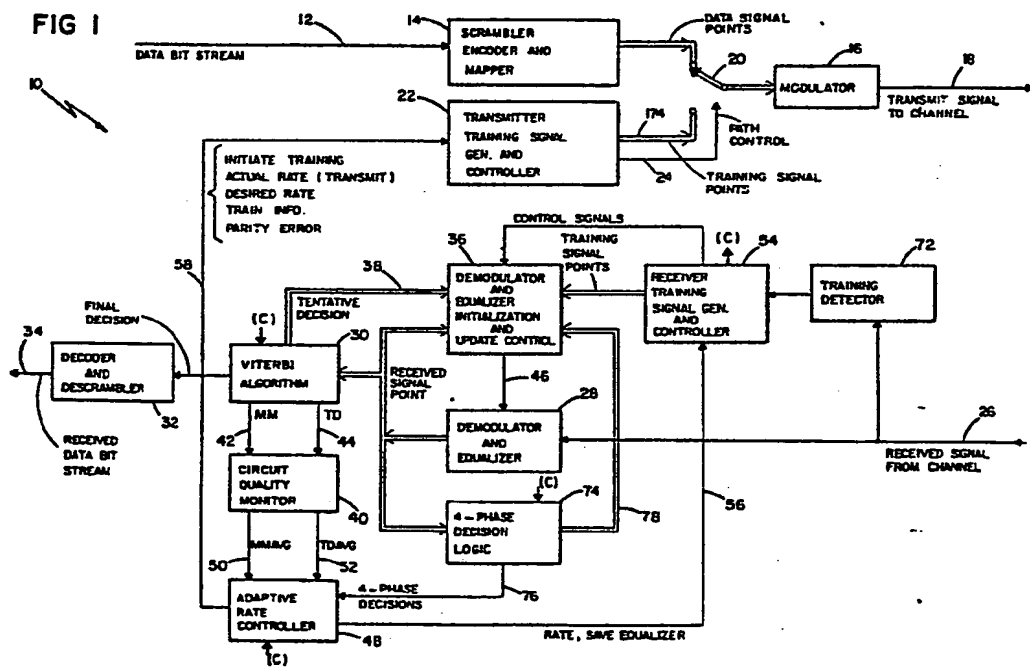 FIG 1
12
DATA BIT STREAM
14
SCRAMBLER
ENCODER AND
MAPPER
DATA SIGNAL
POINTS
20
16
MODULATOR
18
TRANSMIT SIGNAL
TO CHANNEL
10
22
TRANSMITTER
TRAINING SIGNAL
GEN. AND
CONTROLLER
174
24
PATH
CONTROL
TRAINING SIGNAL
POINTS
INITIATE TRAINING
ACTUAL RATE (TRANSMIT)
DESIRED RATE
TRAIN INFO.
PARITY ERROR
58
CONTROL SIGNALS
36
TRAINING
SIGNAL
POINTS
(C)
54
72
38
DEMODULATOR
AND
EQUALIZER
INITIALIZATION
AND
UPDATE CONTROL
RECEIVER
TRAINING
SIGNAL GEN.
AND
CONTROLLER
TRAINING
DETECTOR
TENTATIVE
DECISION
FINAL
DECISION
(C)
30
34
DECODER
AND
DESCRAMBLER
32
VITERBI
ALGORITHM
RECEIVED
SIGNAL
POINT
46
28
MM
TD
42
44
DEMODULATOR
AND
EQUALIZER
26
RECEIVED SIGNAL
FROM CHANNEL
RECEIVED
DATA BIT
STREAM
CIRCUIT
QUALITY
MONITOR
40
(C)
74
4-PHASE
DECISION
LOGIC
78
56
MMAVG
TDAVG
50
52
4-PHASE
DECISIONS
76
ADAPTIVE
RATE
CONTROLLER
48
RATE, SAVE EQUALIZER
(C)